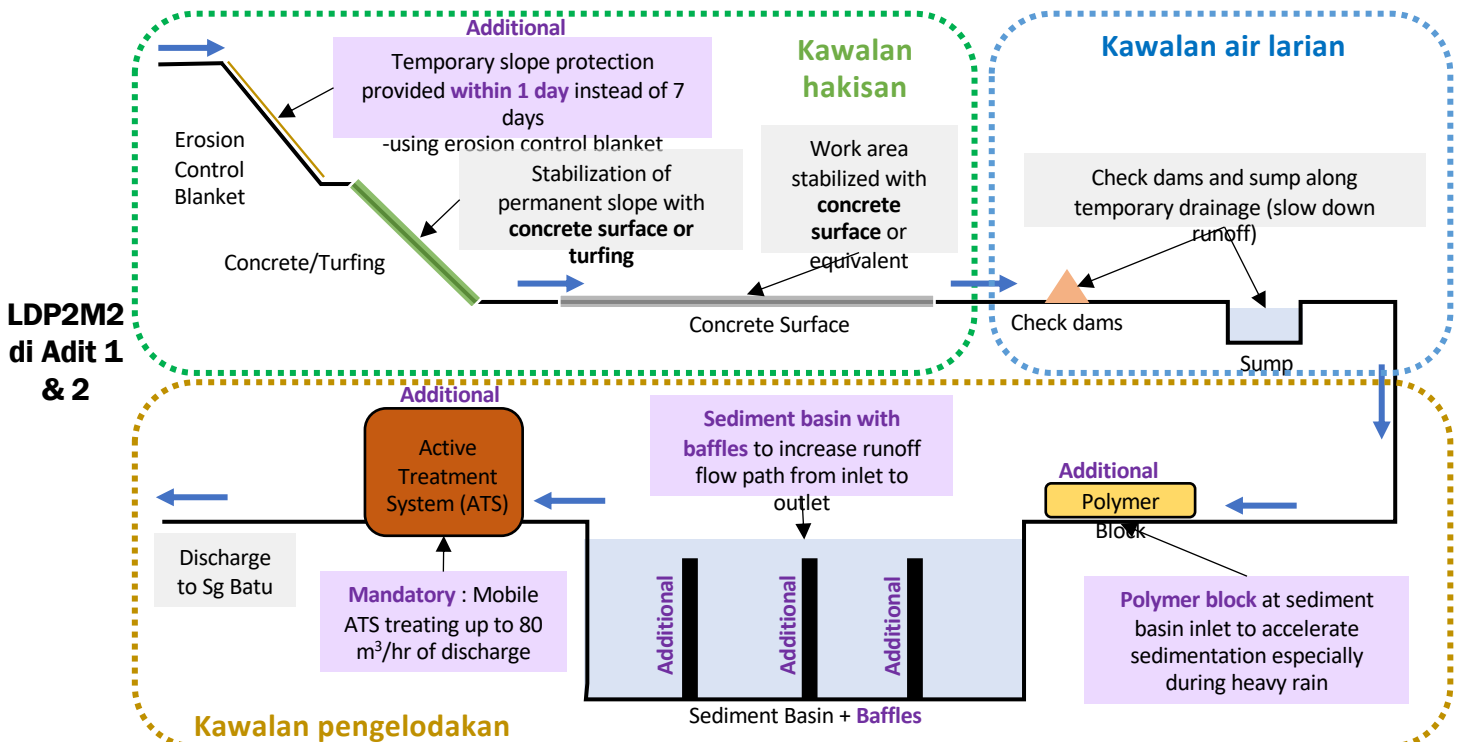 Additional
Temporary slope protection
provided within 1 day instead of 7
days
-using erosion control blanket
Kawalan
hakisan
Kawalan air larian
Erosion
Control
Blanket
Stabilization of
permanent slope with
concrete surface or
turfing
Work area
stabilized with
concrete
surface or
equivalent
Check dams and sump along
temporary drainage (slow down
runoff)
Concrete/Turfing
Concrete Surface
Check dams
Sump
LDP2M2
di Adit 1
& 2
Additional
Active
Treatment
System (ATS)
Sediment basin with
baffles to increase runoff
flow path from inlet to
outlet
Additional
Polymer
Block
Discharge
to Sg Batu
Mandatory : Mobile
ATS treating up to 80
m³/hr of discharge
Additional
Additional
Additional
Polymer block at sediment
basin inlet to accelerate
sedimentation especially
during heavy rain
Sediment Basin + Baffles
Kawalan pengelodakan